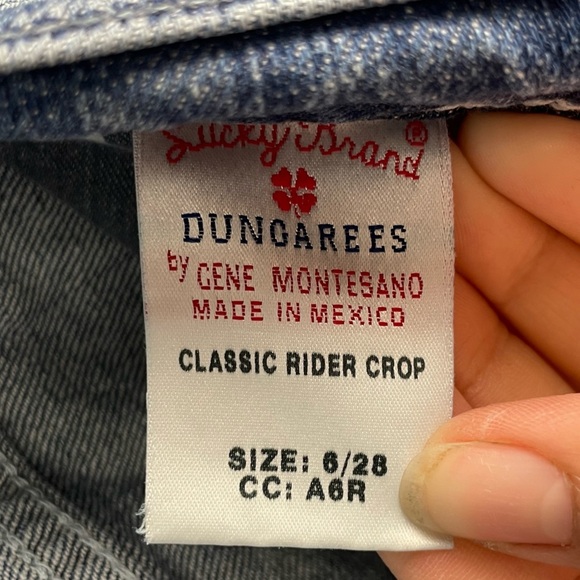 Lucky Brand®
DUNGAREES
by GENE MONTESANO
MADE IN MEXICO
CLASSIC RIDER CROP
SIZE: 6/28
CC: A6R